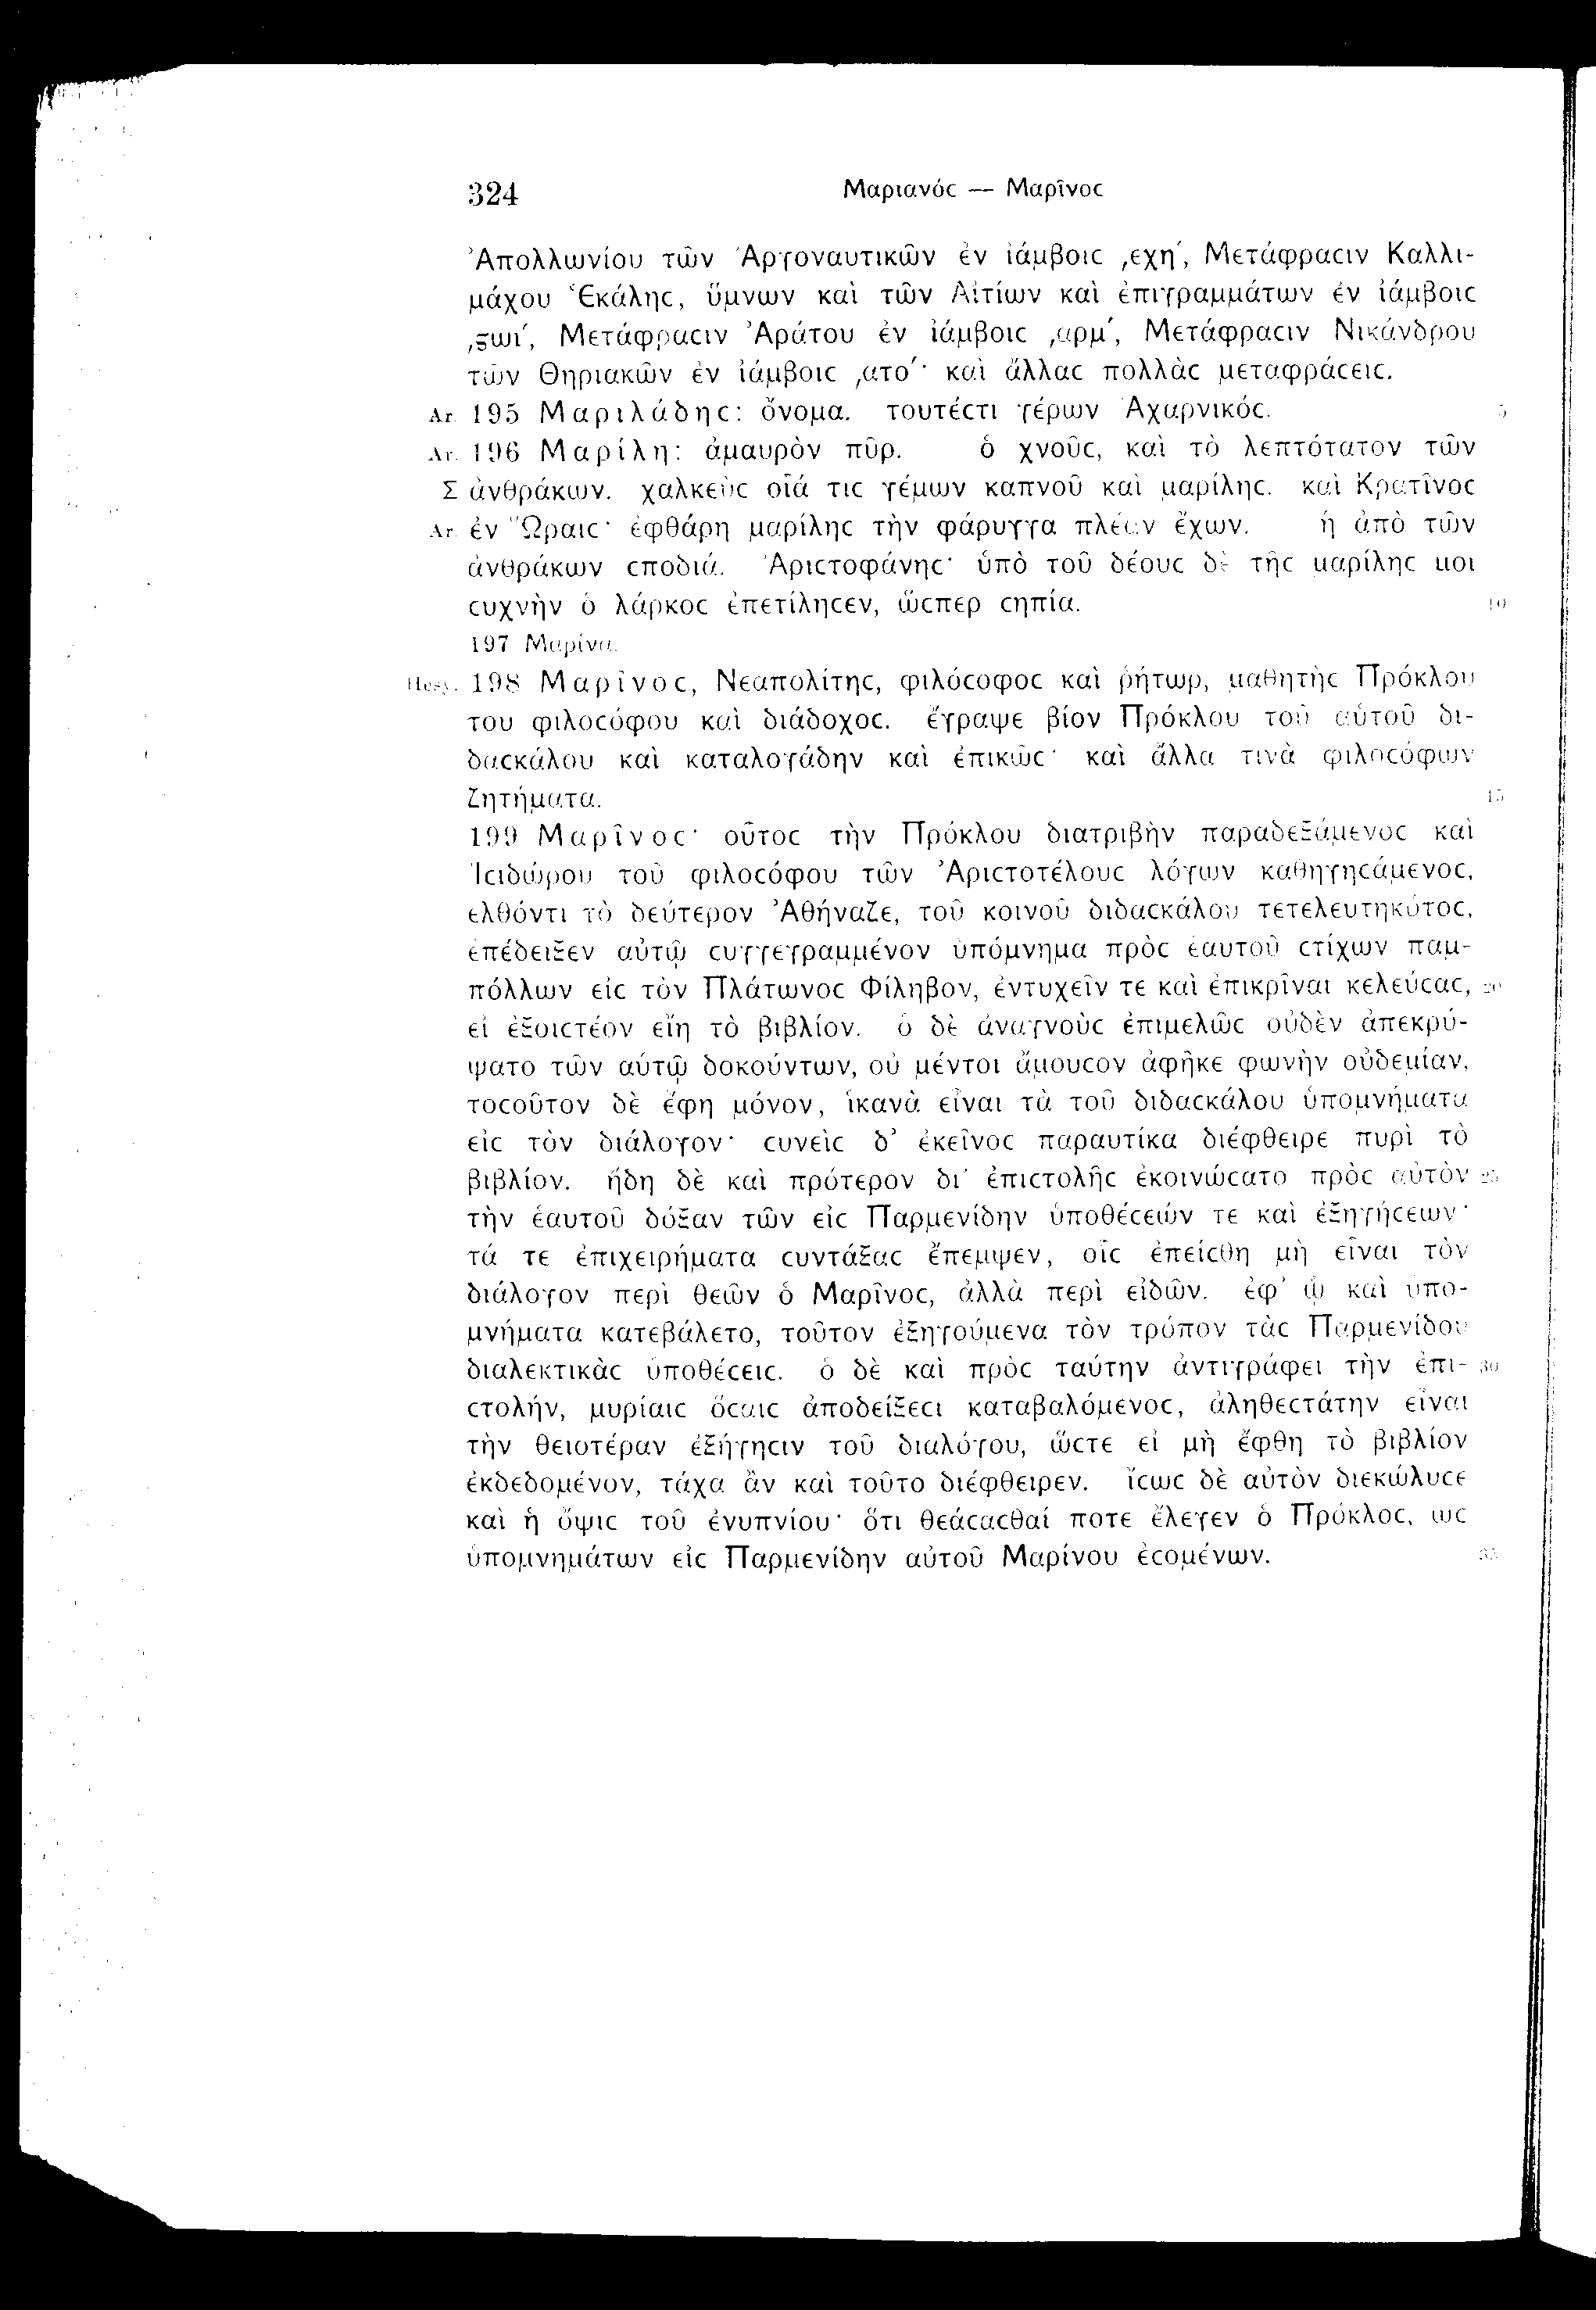 324 Μαριανόϲ — Μαρῖνοϲ
Ἀπολλωνίου τῶν Ἀργοναυτικῶν ἐν ἰάμβοιϲ ͵εχη΄, Μετάφραϲιν Καλλι-
μάχου Ἑκάληϲ, ὕμνων καὶ τῶν Αἰτίων καὶ ἐπιγραμμάτων ἐν ἰάμβοιϲ
͵ϛωι΄, Μετάφραϲιν Ἀράτου ἐν ἰάμβοιϲ ͵αρμ΄, Μετάφραϲιν Νικάνδρου
τῶν Θηριακῶν ἐν ἰάμβοιϲ ͵ατο΄· καὶ ἄλλαϲ πολλὰϲ μεταφράϲειϲ.
Ar. 195 Μαριλάδηϲ: ὄνομα. τουτέϲτι γέρων Ἀχαρνικόϲ. 5
Ar. 196 Μαρίλη: ἀμαυρὸν πῦρ. ὁ χνοῦϲ, καὶ τὸ λεπτότατον τῶν
Σ ἀνθράκων. χαλκεὺϲ οἷά τιϲ γέμων καπνοῦ καὶ μαρίληϲ. καὶ Κρατῖνοϲ
Ar. ἐν Ὥραιϲ· ἐφθάρη μαρίληϲ τὴν φάρυγγα πλέαν ἔχων. ἡ ἀπὸ τῶν
ἀνθράκων ϲποδιά. Ἀριϲτοφάνηϲ· ὑπὸ τοῦ δέουϲ δὲ τῆϲ μαρίληϲ μοι
ϲυχνὴν ὁ λάρκοϲ ἐπετίληϲεν, ὥϲπερ ϲηπία. 10
197 Μαρίνα.
Hesy. 198 Μαρῖνοϲ, Νεαπολίτηϲ, φιλόϲοφοϲ καὶ ῥήτωρ, μαθητὴϲ Πρόκλου
του φιλοϲόφου καὶ διάδοχοϲ. ἔγραψε βίον Πρόκλου τοῦ αὑτοῦ δι-
δαϲκάλου καὶ καταλογάδην καὶ ἐπικῶϲ· καὶ ἄλλα τινὰ φιλοϲόφων
ζητήματα. 15
199 Μαρῖνοϲ· οὗτοϲ τὴν Πρόκλου διατριβὴν παραδεξάμενοϲ καὶ
Ἰϲιδώρου τοῦ φιλοϲόφου τῶν Ἀριϲτοτέλουϲ λόγων καθηγηϲάμενοϲ,
ἐλθόντι τὸ δεύτερον Ἀθήναζε, τοῦ κοινοῦ διδαϲκάλου τετελευτηκότοϲ,
ἐπέδειξεν αὐτῷ ϲυγγεγραμμένον ὑπόμνημα πρὸϲ ἑαυτοῦ ϲτίχων παμ-
πόλλων εἰϲ τὸν Πλάτωνοϲ Φίληβον, ἐντυχεῖν τε καὶ ἐπικρῖναι κελεύϲαϲ, 20
εἰ ἐξοιϲτέον εἴη τὸ βιβλίον. ὁ δὲ ἀναγνοὺϲ ἐπιμελῶϲ οὐδὲν ἀπεκρύ-
ψατο τῶν αὐτῷ δοκούντων, οὐ μέντοι ἄμουϲον ἀφῆκε φωνὴν οὐδεμίαν,
τοϲοῦτον δὲ ἔφη μόνον, ἱκανὰ εἶναι τὰ τοῦ διδαϲκάλου ὑπομνήματα
εἰϲ τὸν διάλογον· ϲυνεὶϲ δ’ ἐκεῖνοϲ παραυτίκα διέφθειρε πυρὶ τὸ
βιβλίον. ἤδη δὲ καὶ πρότερον δι’ ἐπιϲτολῆϲ ἐκοινώϲατο πρὸϲ αὐτὸν 25
τὴν ἑαυτοῦ δόξαν τῶν εἰϲ Παρμενίδην ὑποθέϲεών τε καὶ ἐξηγήϲεων·
τά τε ἐπιχειρήματα ϲυντάξαϲ ἔπεμψεν, οἷϲ ἐπείϲθη μὴ εἶναι τὸν
διάλογον περὶ θεῶν ὁ Μαρῖνοϲ, ἀλλὰ περὶ εἰδῶν. ἐφ’ ᾧ καὶ ὑπο-
μνήματα κατεβάλετο, τοῦτον ἐξηγούμενα τὸν τρόπον τὰϲ Παρμενίδου
διαλεκτικὰϲ ὑποθέϲειϲ. ὁ δὲ καὶ πρὸϲ ταύτην ἀντιγράφει τὴν ἐπι- 30
ϲτολήν, μυρίαιϲ ὅϲαιϲ ἀποδείξεϲι καταβαλόμενοϲ, ἀληθεϲτάτην εἶναι
τὴν θειοτέραν ἐξήγηϲιν τοῦ διαλόγου, ὥϲτε εἰ μὴ ἔφθη τὸ βιβλίον
ἐκδεδομένον, τάχα ἂν καὶ τοῦτο διέφθειρεν. ἴϲωϲ δὲ αὐτὸν διεκώλυϲε
καὶ ἡ ὄψιϲ τοῦ ἐνυπνίου· ὅτι θεάϲαϲθαί ποτε ἔλεγεν ὁ Πρόκλοϲ, ὡϲ
ὑπομνημάτων εἰϲ Παρμενίδην αὐτοῦ Μαρίνου ἐϲομένων. 35